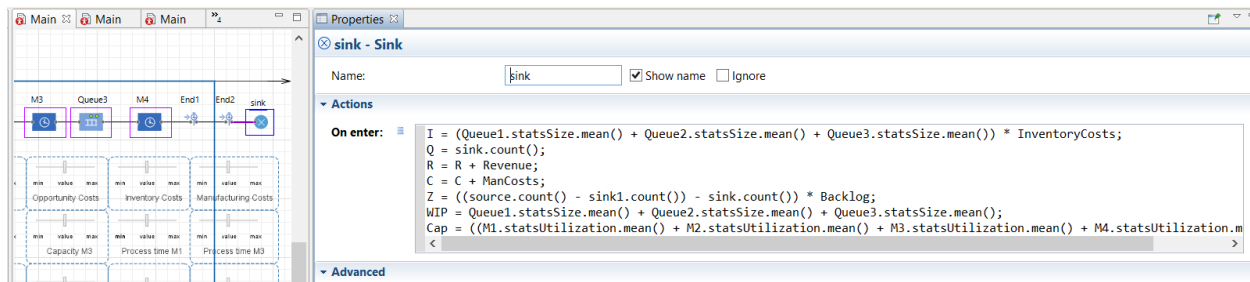 Main Main Main »4
M3 Queue3 M4 End1 End2 sink
min value max min value max min value max
Opportunity Costs Inventory Costs Manufacturing Costs
min value max min value max min value max
Capacity M3 Process time M1 Process time M3
Properties
sink - Sink
Name: sink Show name Ignore
Actions
On enter:
I = (Queue1.statsSize.mean() + Queue2.statsSize.mean() + Queue3.statsSize.mean()) * InventoryCosts;
Q = sink.count();
R = R + Revenue;
C = C + ManCosts;
Z = ((source.count() - sink1.count()) - sink.count()) * Backlog;
WIP = Queue1.statsSize.mean() + Queue2.statsSize.mean() + Queue3.statsSize.mean();
Cap = ((M1.statsUtilization.mean() + M2.statsUtilization.mean() + M3.statsUtilization.mean() + M4.statsUtilization.m
Advanced